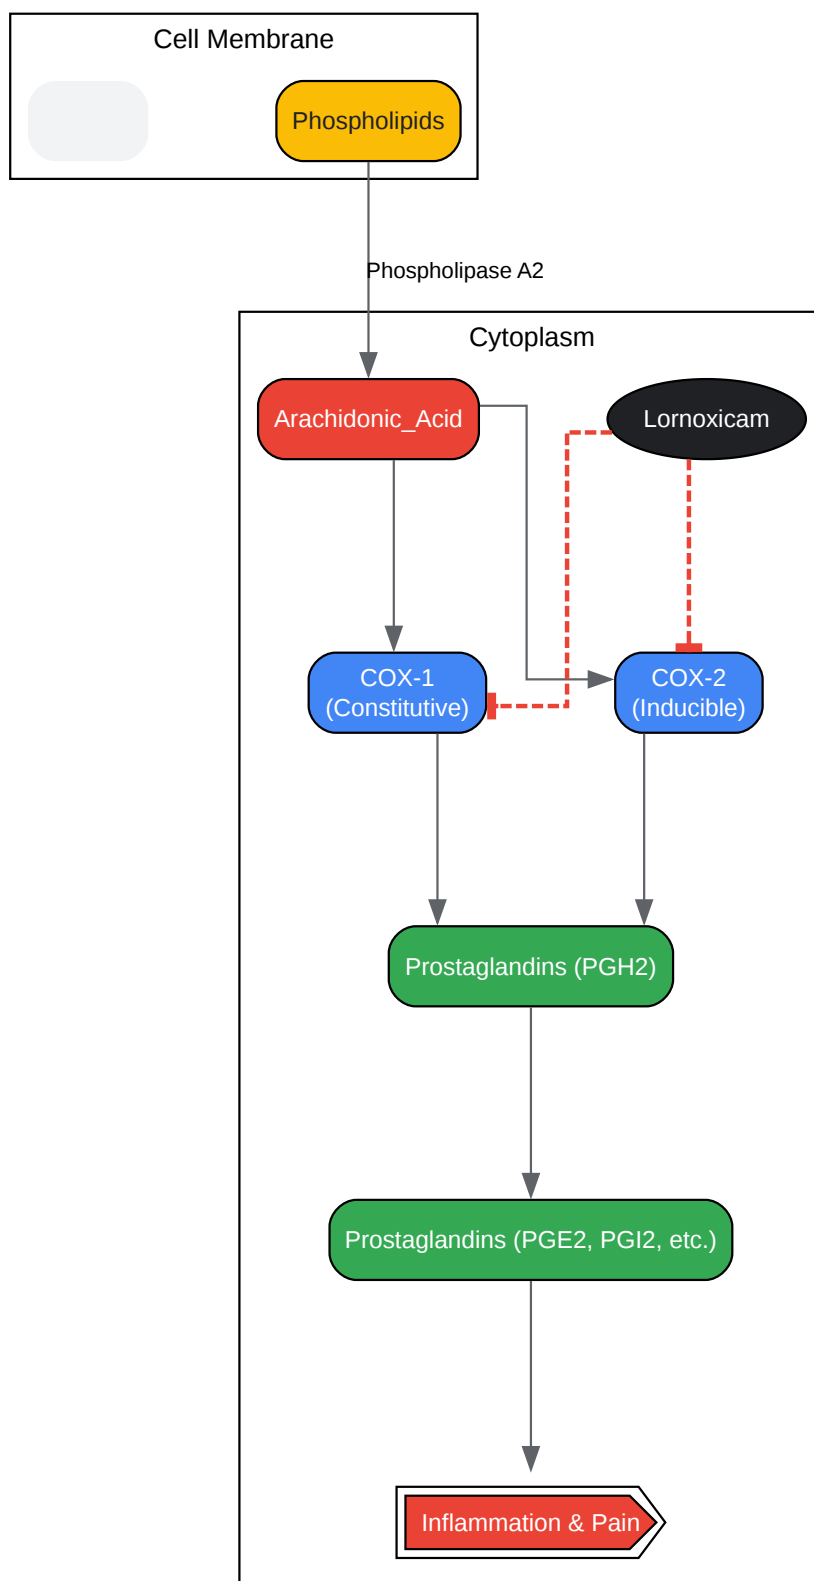 Cell Membrane
Phospholipids
Phospholipase A2
Cytoplasm
Arachidonic_Acid
Lornoxicam
COX-1
(Constitutive)
COX-2
(Inducible)
Prostaglandins (PGH2)
Prostaglandins (PGE2, PGI2, etc.)
Inflammation & Pain